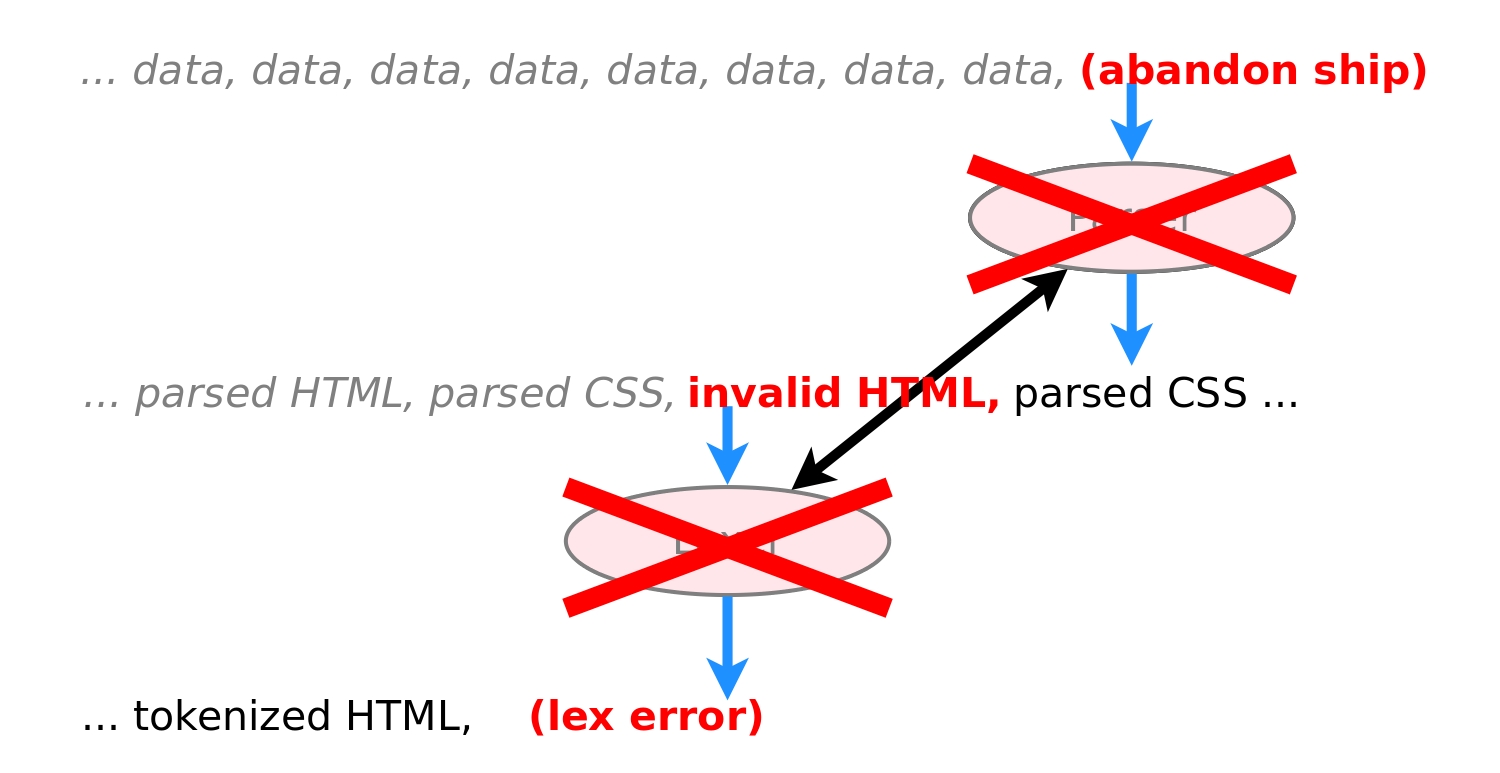 ... data, data, data, data, data, data, data, data, (abandon ship)
... parsed HTML, parsed CSS, invalid HTML, parsed CSS ...
... tokenized HTML, (lex error)